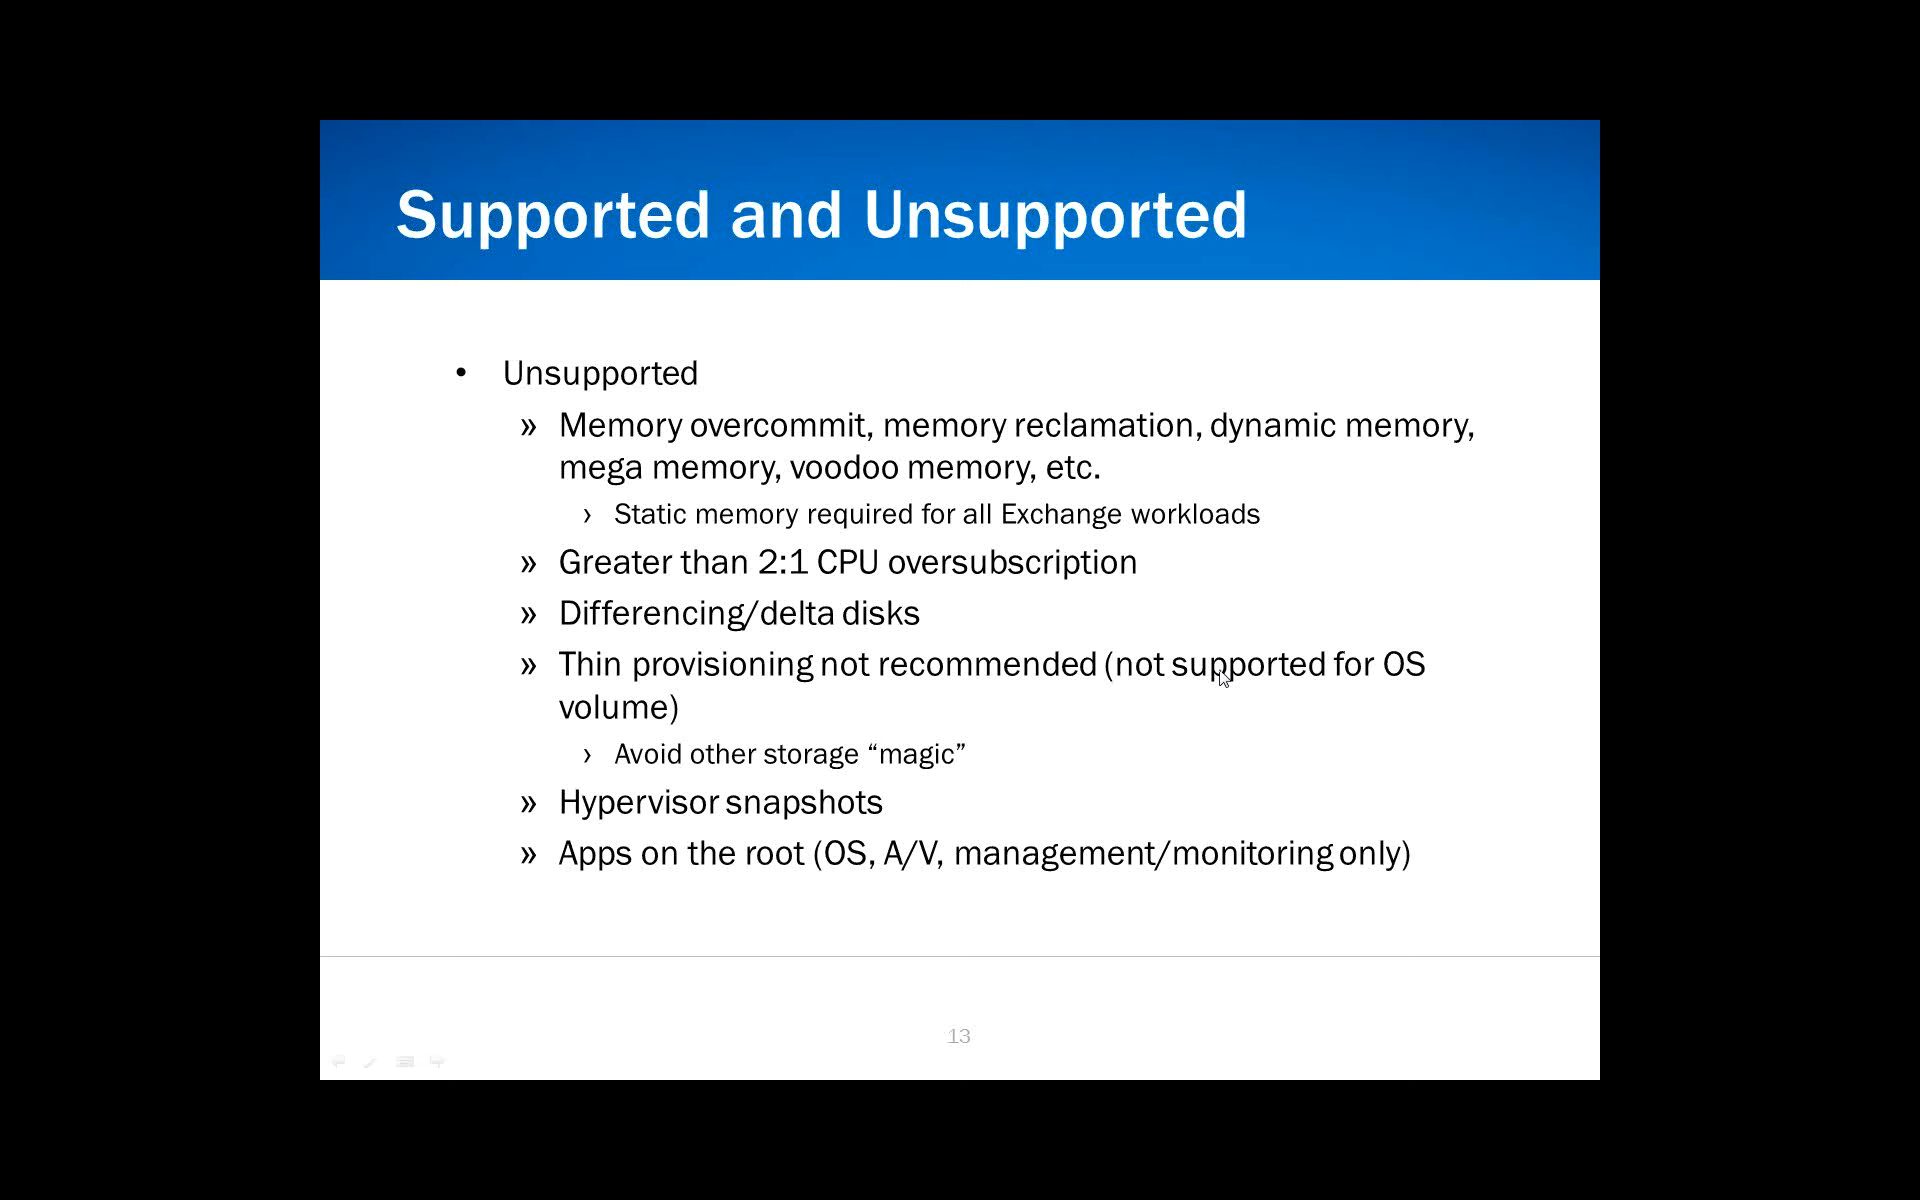 Supported and Unsupported
• Unsupported
» Memory overcommit, memory reclamation, dynamic memory,
mega memory, voodoo memory, etc.
› Static memory required for all Exchange workloads
» Greater than 2:1 CPU oversubscription
» Differencing/delta disks
» Thin provisioning not recommended (not supported for OS
volume)
› Avoid other storage “magic”
» Hypervisor snapshots
» Apps on the root (OS, A/V, management/monitoring only)
13